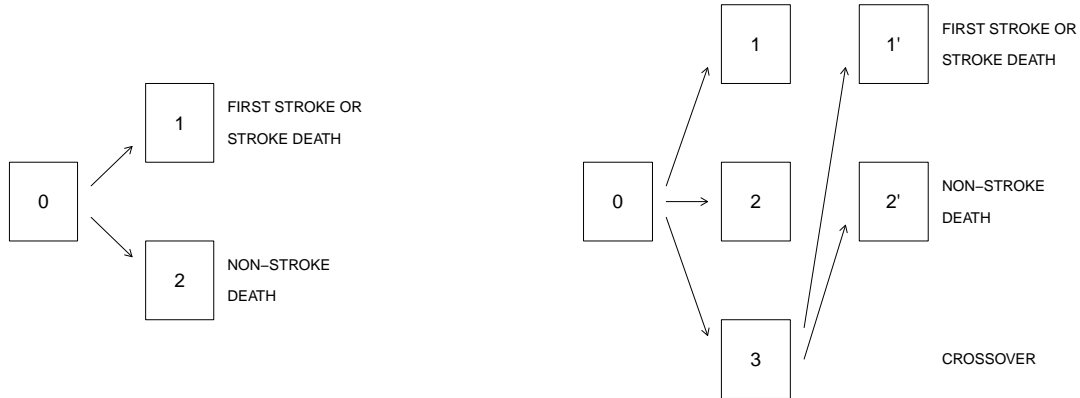 1
FIRST STROKE OR
STROKE DEATH
0
2
NON−STROKE
DEATH
1
1'
FIRST STROKE OR
STROKE DEATH
0
2
2'
NON−STROKE
DEATH
3
CROSSOVER